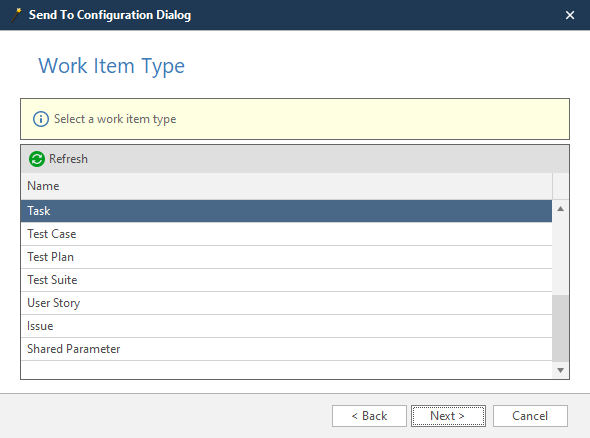 Send To Configuration Dialog
Work Item Type
Select a work item type
Refresh
Name
Task
Test Case
Test Plan
Test Suite
User Story
Issue
Shared Parameter
< Back Next > Cancel